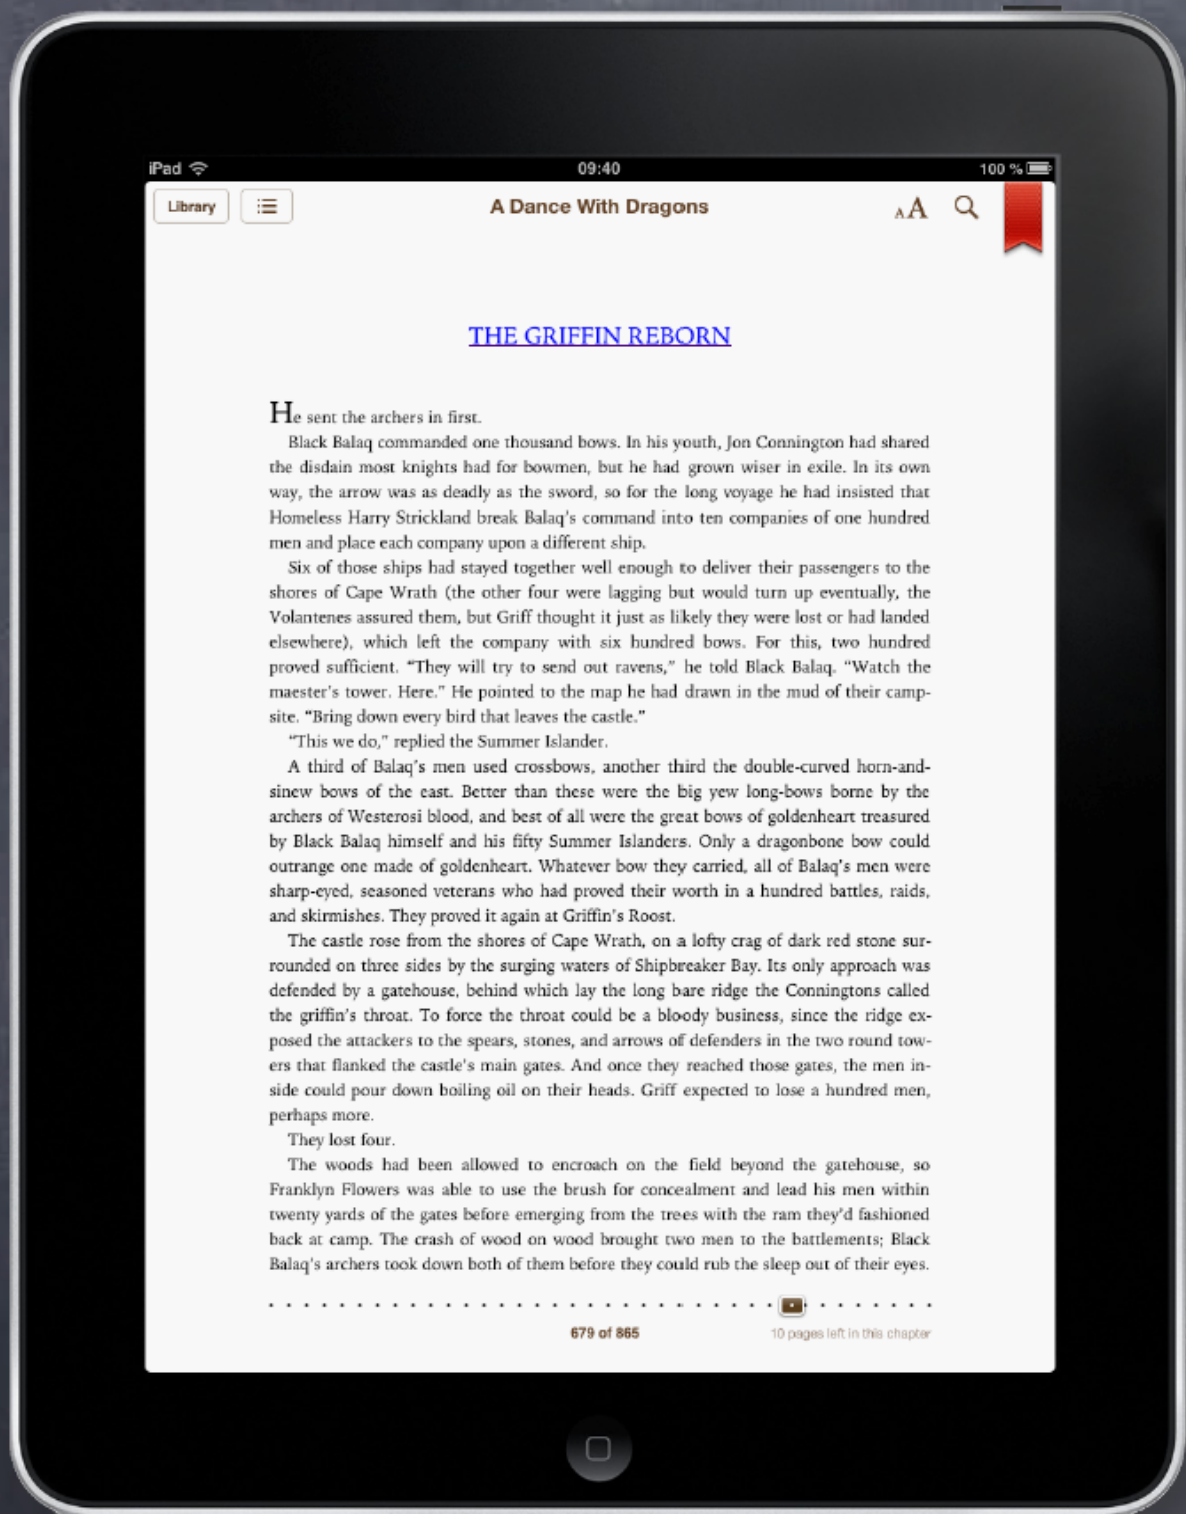 iPad
09:40
100 %
Library
A Dance With Dragons
AA
THE GRIFFIN REBORN
He sent the archers in first.
Black Balaq commanded one thousand bows. In his youth, Jon Connington had shared
the disdain most knights had for bowmen, but he had grown wiser in exile. In its own
way, the arrow was as deadly as the sword, so for the long voyage he had insisted that
Homeless Harry Strickland break Balaq's command into ten companies of one hundred
men and place each company upon a different ship.
Six of those ships had stayed together well enough to deliver their passengers to the
shores of Cape Wrath (the other four were lagging but would turn up eventually, the
Volantenes assured them, but Griff thought it just as likely they were lost or had landed
elsewhere), which left the company with six hundred bows. For this, two hundred
proved sufficient. “They will try to send out ravens,” he told Black Balaq. “Watch the
maester's tower. Here.” He pointed to the map he had drawn in the mud of their camp-
site. “Bring down every bird that leaves the castle.”
“This we do,” replied the Summer Islander.
A third of Balaq's men used crossbows, another third the double-curved horn-and-
sinew bows of the east. Better than these were the big yew long-bows borne by the
archers of Westerosi blood, and best of all were the great bows of goldenheart treasured
by Black Balaq himself and his fifty Summer Islanders. Only a dragonbone bow could
outrange one made of goldenheart. Whatever bow they carried, all of Balaq's men were
sharp-eyed, seasoned veterans who had proved their worth in a hundred battles, raids,
and skirmishes. They proved it again at Griffin's Roost.
The castle rose from the shores of Cape Wrath, on a lofty crag of dark red stone sur-
rounded on three sides by the surging waters of Shipbreaker Bay. Its only approach was
defended by a gatehouse, behind which lay the long bare ridge the Conningtons called
the griffin's throat. To force the throat could be a bloody business, since the ridge ex-
posed the attackers to the spears, stones, and arrows of defenders in the two round tow-
ers that flanked the castle's main gates. And once they reached those gates, the men in-
side could pour down boiling oil on their heads. Griff expected to lose a hundred men,
perhaps more.
They lost four.
The woods had been allowed to encroach on the field beyond the gatehouse, so
Franklyn Flowers was able to use the brush for concealment and lead his men within
twenty yards of the gates before emerging from the trees with the ram they'd fashioned
back at camp. The crash of wood on wood brought two men to the battlements; Black
Balaq's archers took down both of them before they could rub the sleep out of their eyes.
679 of 865
10 pages left in this chapter